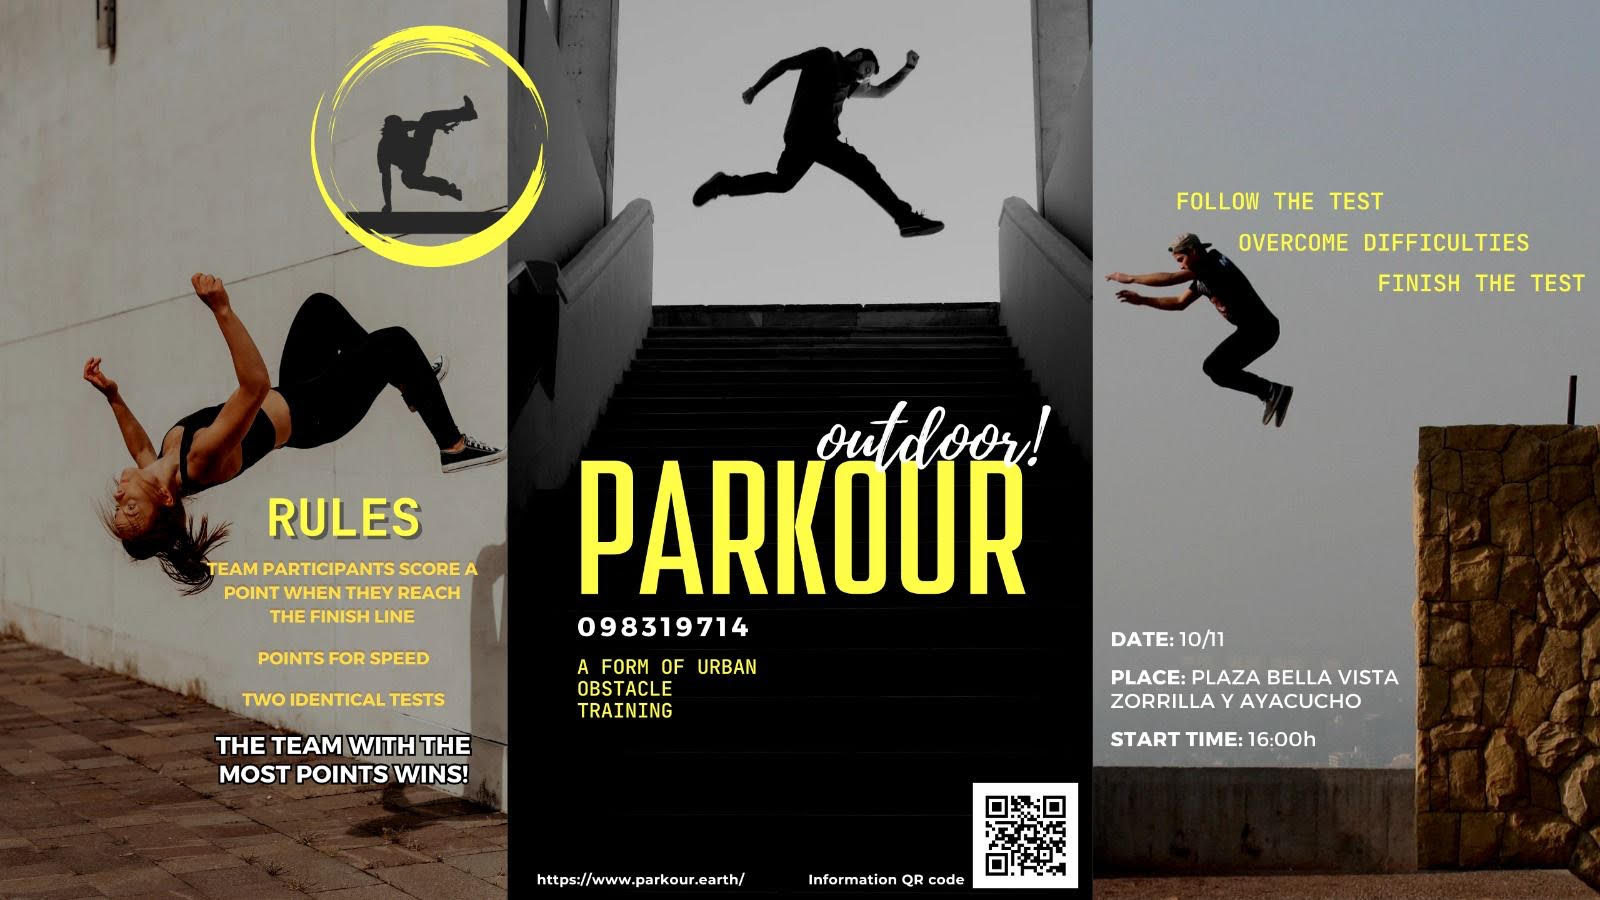 RULES
TEAM PARTICIPANTS SCORE A
POINT WHEN THEY REACH
THE FINISH LINE
POINTS FOR SPEED
TWO IDENTICAL TESTS
THE TEAM WITH THE
MOST POINTS WINS!
outdoor!
PARKOUR
098319714
A FORM OF URBAN
OBSTACLE
TRAINING
https://www.parkour.earth/
Information QR code
FOLLOW THE TEST
OVERCOME DIFFICULTIES
FINISH THE TEST
DATE: 10/11
PLACE: PLAZA BELLA VISTA
ZORRILLA Y AYACUCHO
START TIME: 16:00h